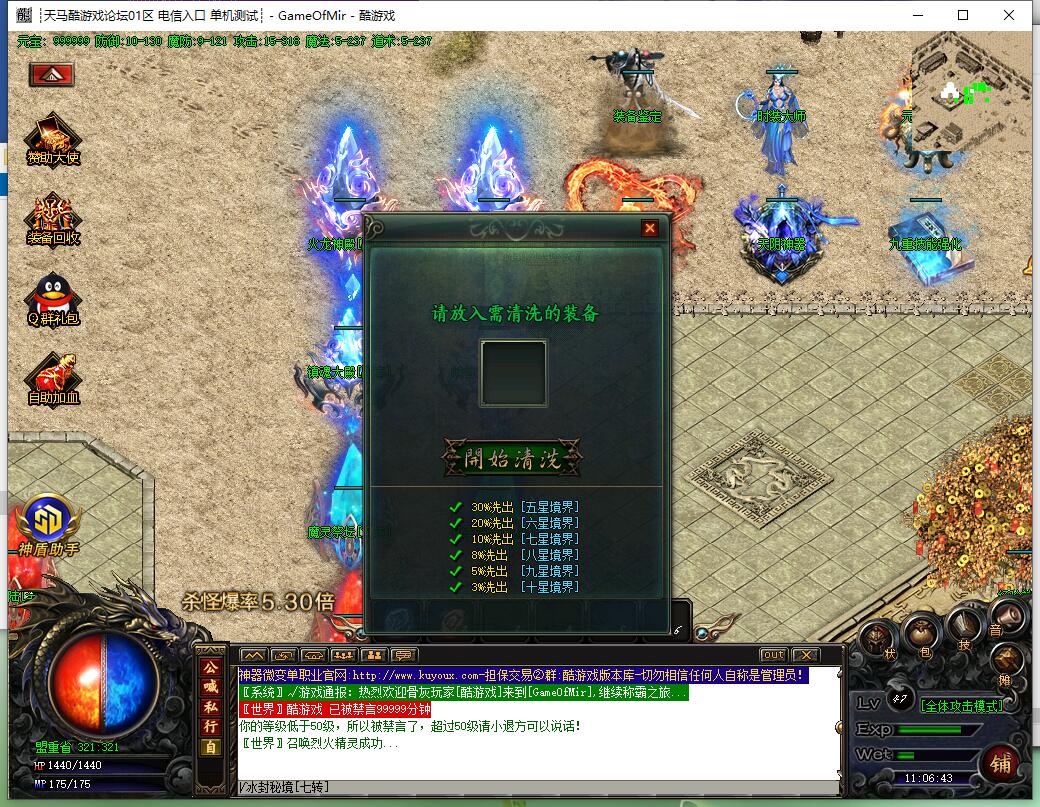 天马酷游戏论坛01区 电信入口 单机测试 - GameOfMir - 酷游戏
元宝: 999999 防御:10-130 魔防:9-121 攻击:15-318 魔法:5-237 道术:5-237
赞助大使
装备回收
Q群礼包
自助加血
装备鉴定
时装大师
火龙神殿[
天阴神器
九重技能强化
镇魂大殿[
魔灵祭坛[
请放入需清洗的装备
開始清洗
30%先出 [五星境界]
20%先出 [六星境界]
10%先出 [七星境界]
8%先出 [八星境界]
5%先出 [九星境界]
3%先出 [十星境界]
神盾助手
杀怪爆率5.30倍
盟重省 321:321
HP 1440/1440
MP 175/175
公
喊
私
行
自
out
神器微变单职业官网:http://www.kuyoux.com-担保交易②群:酷游戏版本库-切勿相信任何人自称是管理员!
〖系统〗√游戏通报：热烈欢迎骨灰玩家[酷游戏]来到[GameOfMir],继续称霸之旅...
〖世界〗酷游戏 已被禁言99999分钟
你的等级低于50级，所以被禁言了，超过50级请小退方可以说话!
〖世界〗召唤烈火精灵成功...
冰封秘境[七转]
状
包
技
音
Lv 47
[全体攻击模式]
Exp
Wet
11:06:43
铺